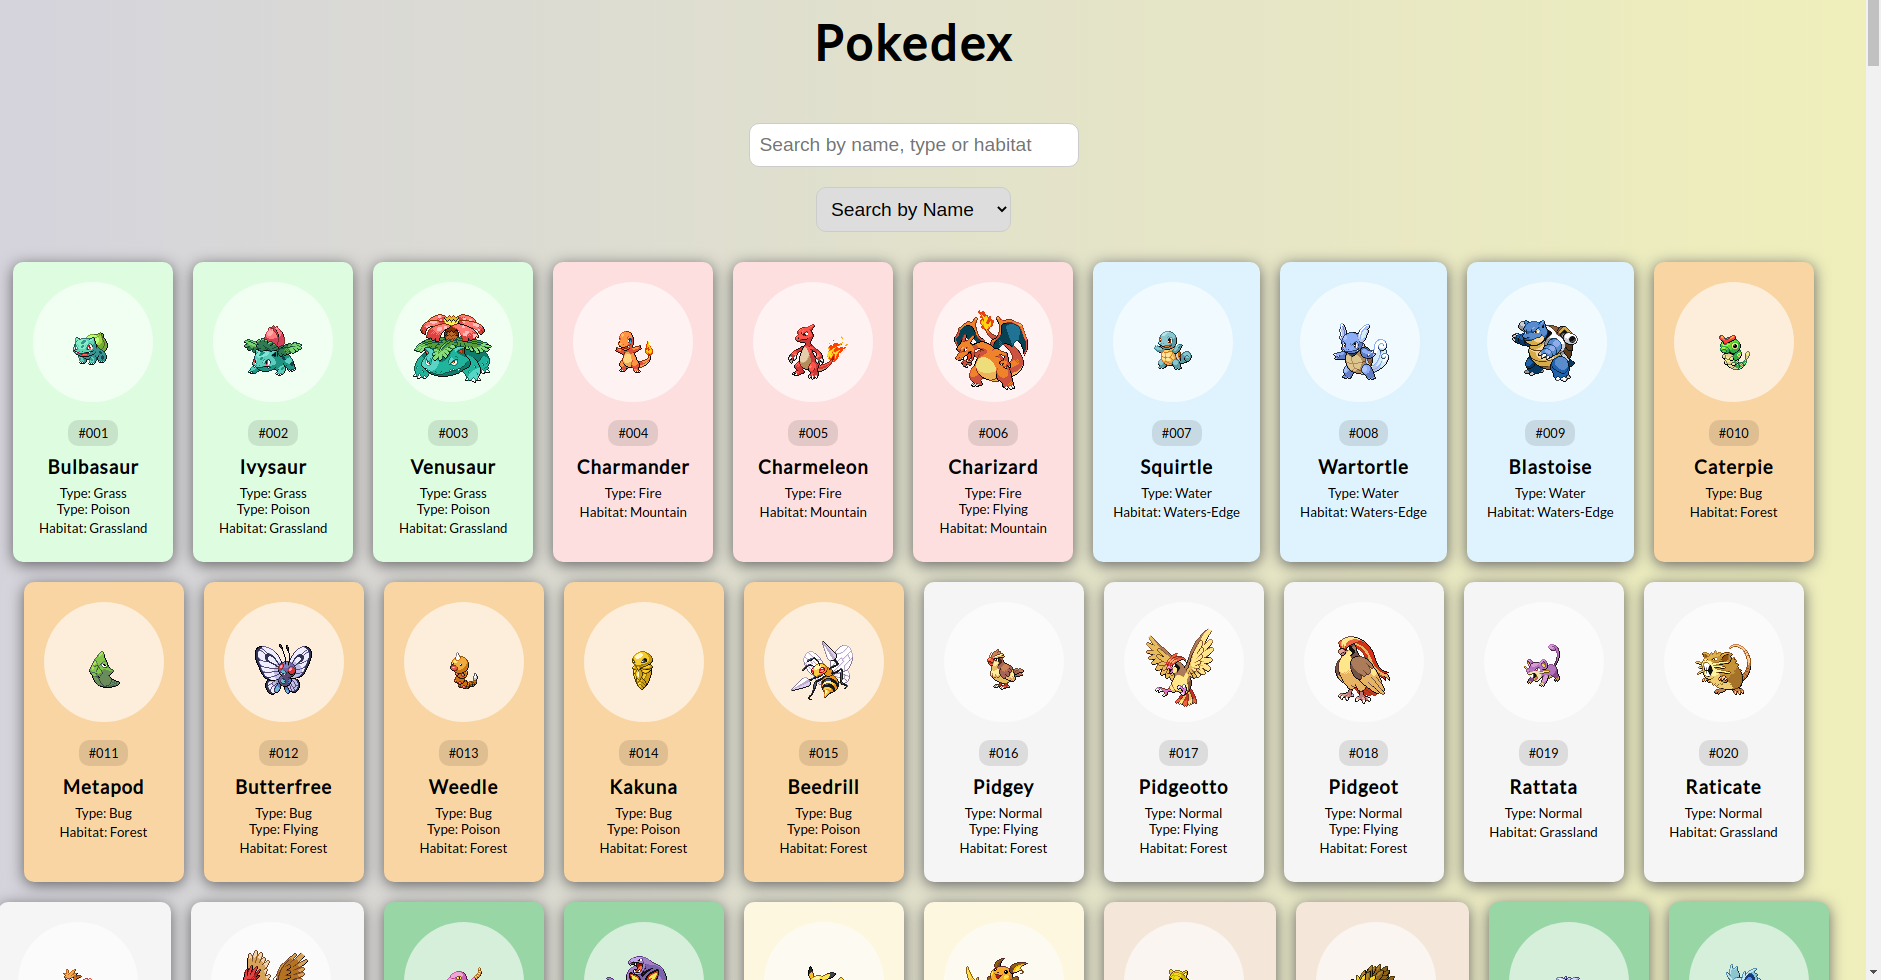 Pokedex
Search by name, type or habitat
Search by Name
#001
Bulbasaur
Type: Grass
Type: Poison
Habitat: Grassland
#002
Ivysaur
Type: Grass
Type: Poison
Habitat: Grassland
#003
Venusaur
Type: Grass
Type: Poison
Habitat: Grassland
#004
Charmander
Type: Fire
Habitat: Mountain
#005
Charmeleon
Type: Fire
Habitat: Mountain
#006
Charizard
Type: Fire
Type: Flying
Habitat: Mountain
#007
Squirtle
Type: Water
Habitat: Waters-Edge
#008
Wartortle
Type: Water
Habitat: Waters-Edge
#009
Blastoise
Type: Water
Habitat: Waters-Edge
#010
Caterpie
Type: Bug
Habitat: Forest
#011
Metapod
Type: Bug
Habitat: Forest
#012
Butterfree
Type: Bug
Type: Flying
Habitat: Forest
#013
Weedle
Type: Bug
Type: Poison
Habitat: Forest
#014
Kakuna
Type: Bug
Type: Poison
Habitat: Forest
#015
Beedrill
Type: Bug
Type: Poison
Habitat: Forest
#016
Pidgey
Type: Normal
Type: Flying
Habitat: Forest
#017
Pidgeotto
Type: Normal
Type: Flying
Habitat: Forest
#018
Pidgeot
Type: Normal
Type: Flying
Habitat: Forest
#019
Rattata
Type: Normal
Habitat: Grassland
#020
Raticate
Type: Normal
Habitat: Grassland